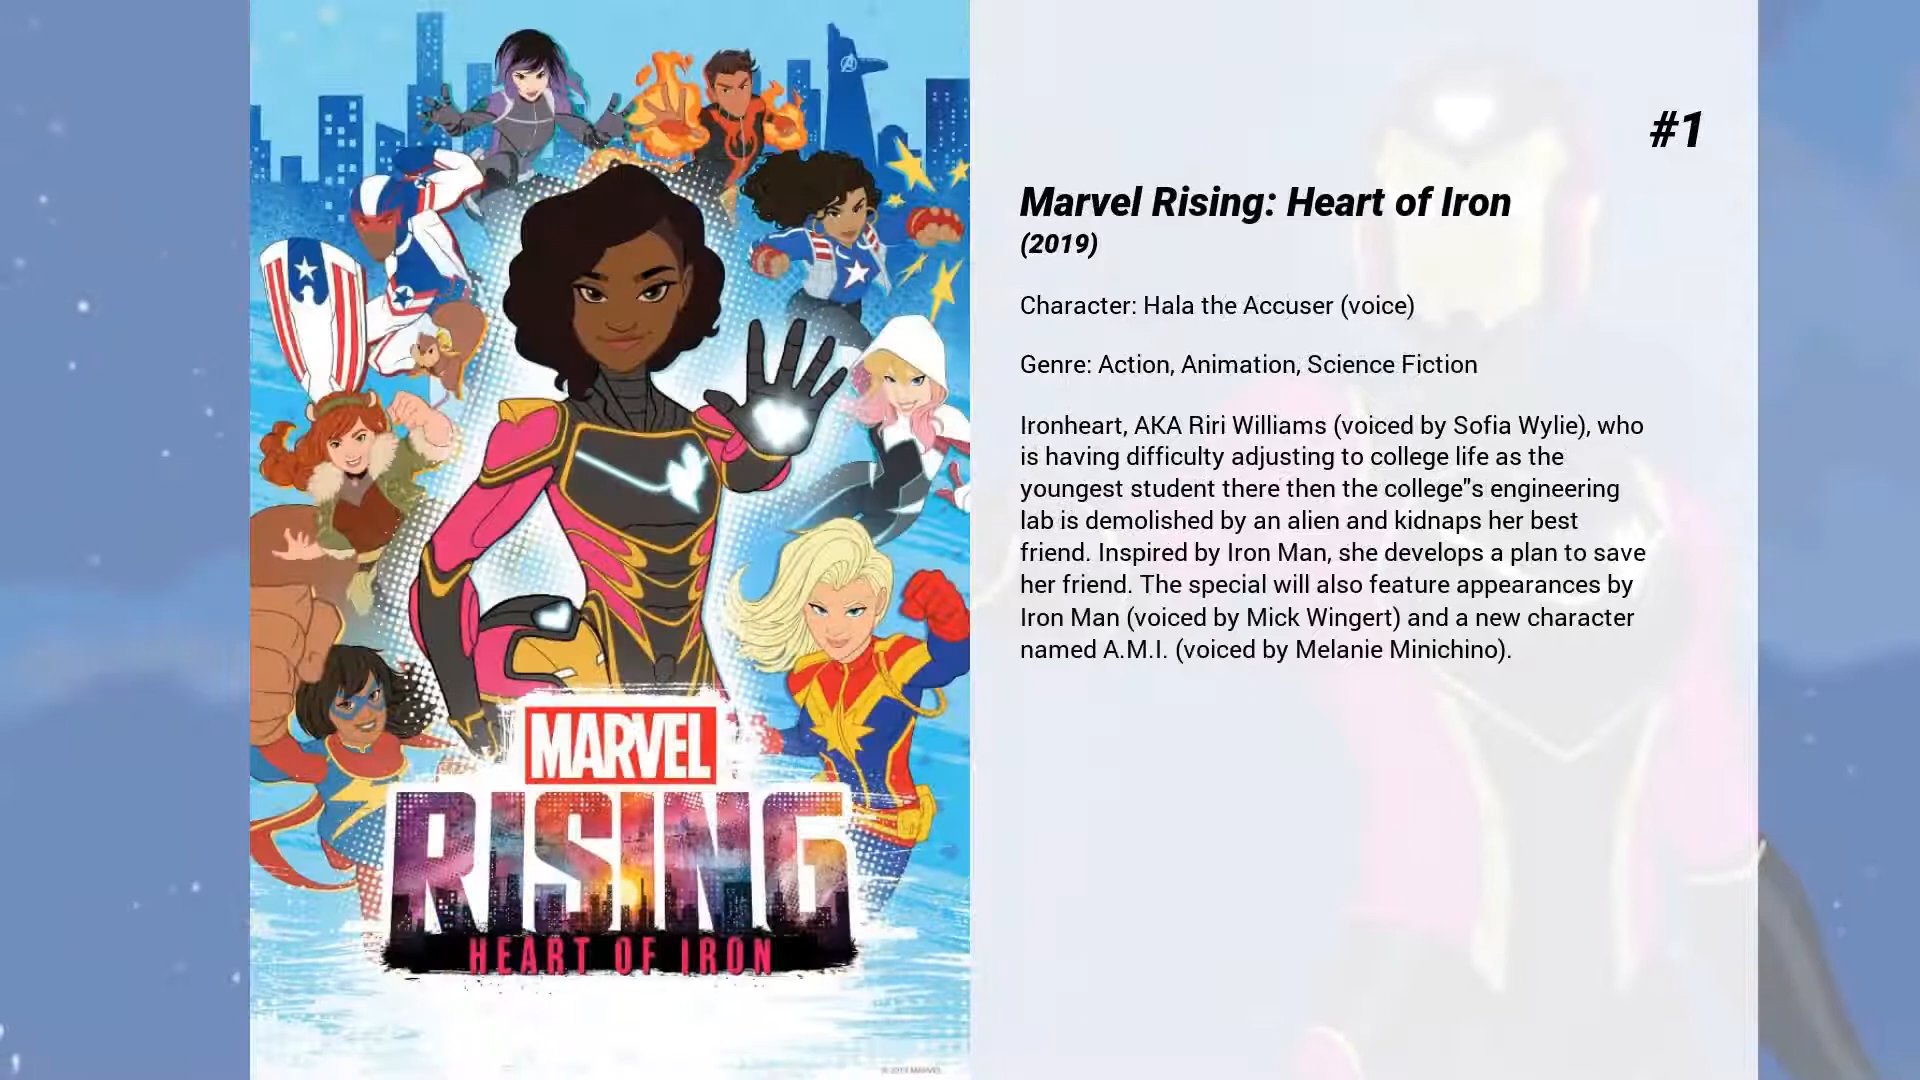 #1
Marvel Rising: Heart of Iron
(2019)
Character: Hala the Accuser (voice)
Genre: Action, Animation, Science Fiction
Ironheart, AKA Riri Williams (voiced by Sofia Wylie), who
is having difficulty adjusting to college life as the
youngest student there then the college"s engineering
lab is demolished by an alien and kidnaps her best
friend. Inspired by Iron Man, she develops a plan to save
her friend. The special will also feature appearances by
Iron Man (voiced by Mick Wingert) and a new character
named A.M.I. (voiced by Melanie Minichino).
MARVEL
RISING
HEART OF IRON
© 2019 MARVEL